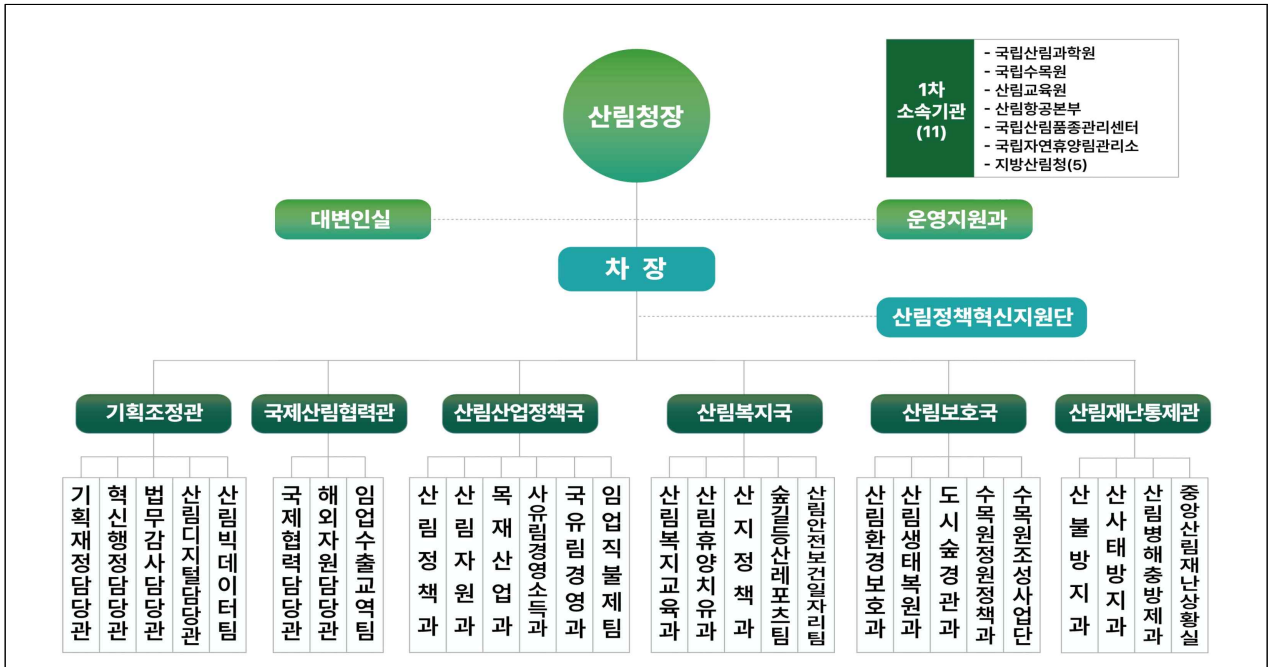 산림청장
1차
소속기관
(11)
- 국립산림과학원
- 국립수목원
- 산림교육원
- 산림항공본부
- 국립산림품종관리센터
- 국립자연휴양림관리소
- 지방산림청(5)
대변인실
운영지원과
차 장
산림정책혁신지원단
기획조정관
국제산림협력관
산림산업정책국
산림복지국
산림보호국
산림재난통제관
기획재정담당관
혁신행정담당관
법무감사담당관
산림디지털담당관
산림빅데이터팀
국제협력담당관
해외자원담당관
임업수출교역팀
산림정책과
산림자원과
목재산업과
사유림경영소득과
국유림경영과
임업직불제팀
산림복지교육과
산림휴양치유과
산지정책과
숲길등산레포츠팀
산림안전보건일자리팀
산림환경보호과
산림생태복원과
도시숲경관과
수목원정원정책과
수목원조성사업단
산불방지과
산사태방지과
산림병해충방제과
중앙산림재난상황실